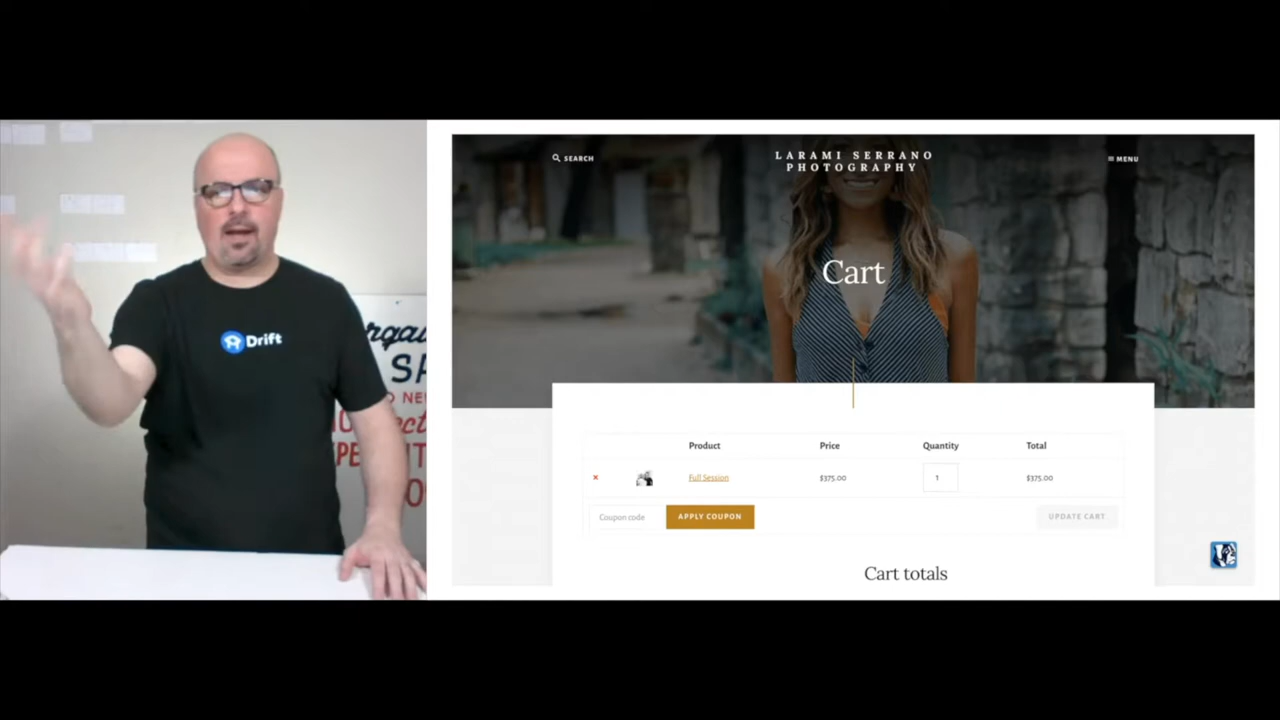 Drift
SEARCH
LARAMI SERRANO
PHOTOGRAPHY
MENU
Cart
Product Price Quantity Total
× Full Session $375.00 1 $375.00
Coupon code APPLY COUPON UPDATE CART
Cart totals